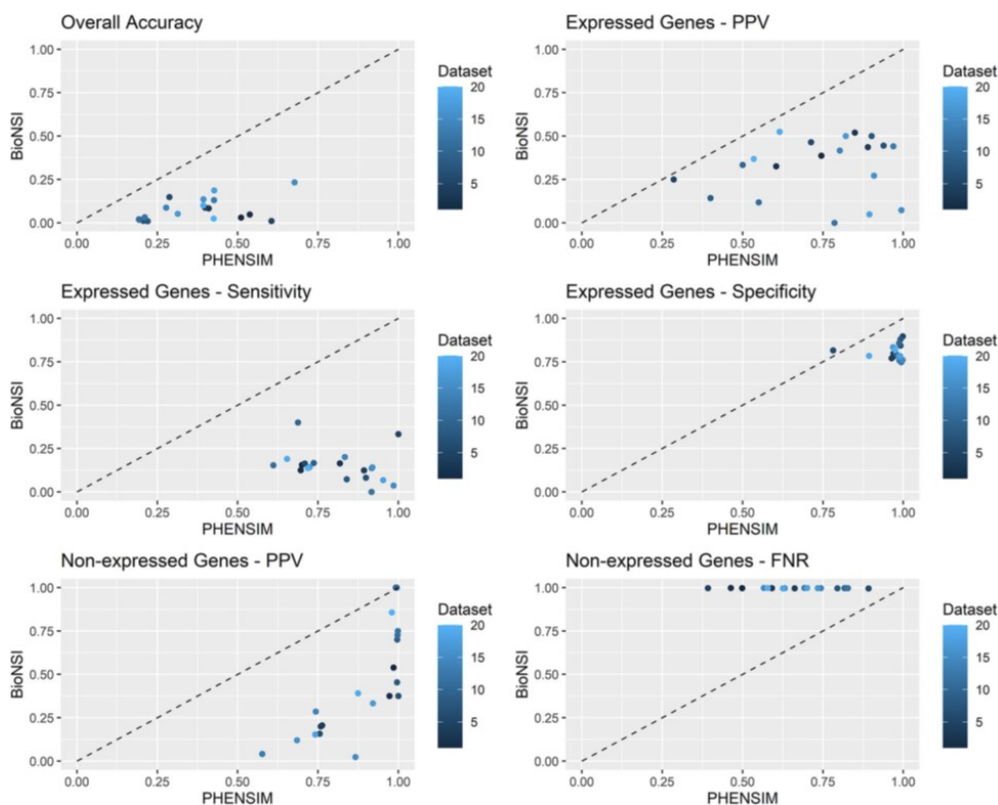 Overall Accuracy
1.00
0.75
0.50
0.25
0.00
BioNSI
0.00 0.25 0.50 0.75 1.00
PHENSIM
Dataset
20
15
10
5
Expressed Genes - PPV
1.00
0.75
0.50
0.25
0.00
BioNSI
0.00 0.25 0.50 0.75 1.00
PHENSIM
Dataset
20
15
10
5
Expressed Genes - Sensitivity
1.00
0.75
0.50
0.25
0.00
BioNSI
0.00 0.25 0.50 0.75 1.00
PHENSIM
Dataset
20
15
10
5
Expressed Genes - Specificity
1.00
0.75
0.50
0.25
0.00
BioNSI
0.00 0.25 0.50 0.75 1.00
PHENSIM
Dataset
20
15
10
5
Non-expressed Genes - PPV
1.00
0.75
0.50
0.25
0.00
BioNSI
0.00 0.25 0.50 0.75 1.00
PHENSIM
Dataset
20
15
10
5
Non-expressed Genes - FNR
1.00
0.75
0.50
0.25
0.00
BioNSI
0.00 0.25 0.50 0.75 1.00
PHENSIM
Dataset
20
15
10
5